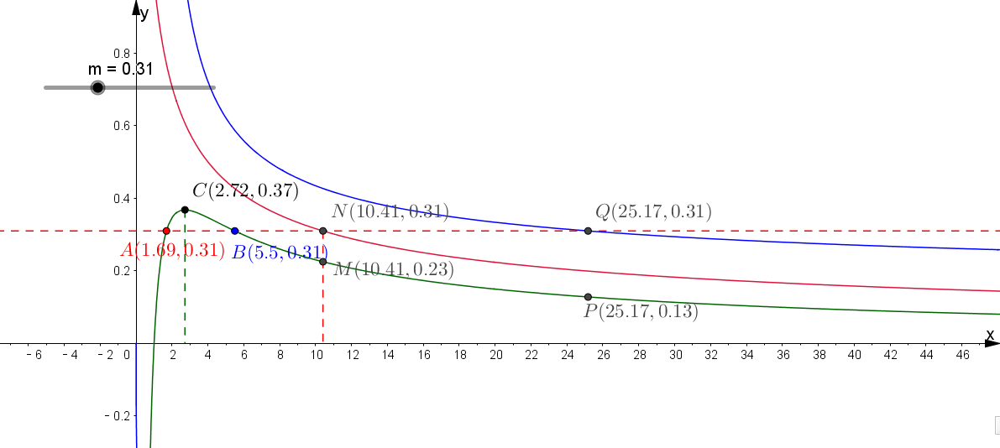 y
0.8
m = 0.31
0.6
C(2.72, 0.37)
0.4
N(10.41, 0.31)
Q(25.17, 0.31)
A(1.69, 0.31)
B(5.5, 0.31)
0.2
M(10.41, 0.23)
P(25.17, 0.13)
x
− 6 − 4 − 2 0 2 4 6 8 10 12 14 16 18 20 22 24 26 28 30 32 34 36 38 40 42 44 46
− 0.2